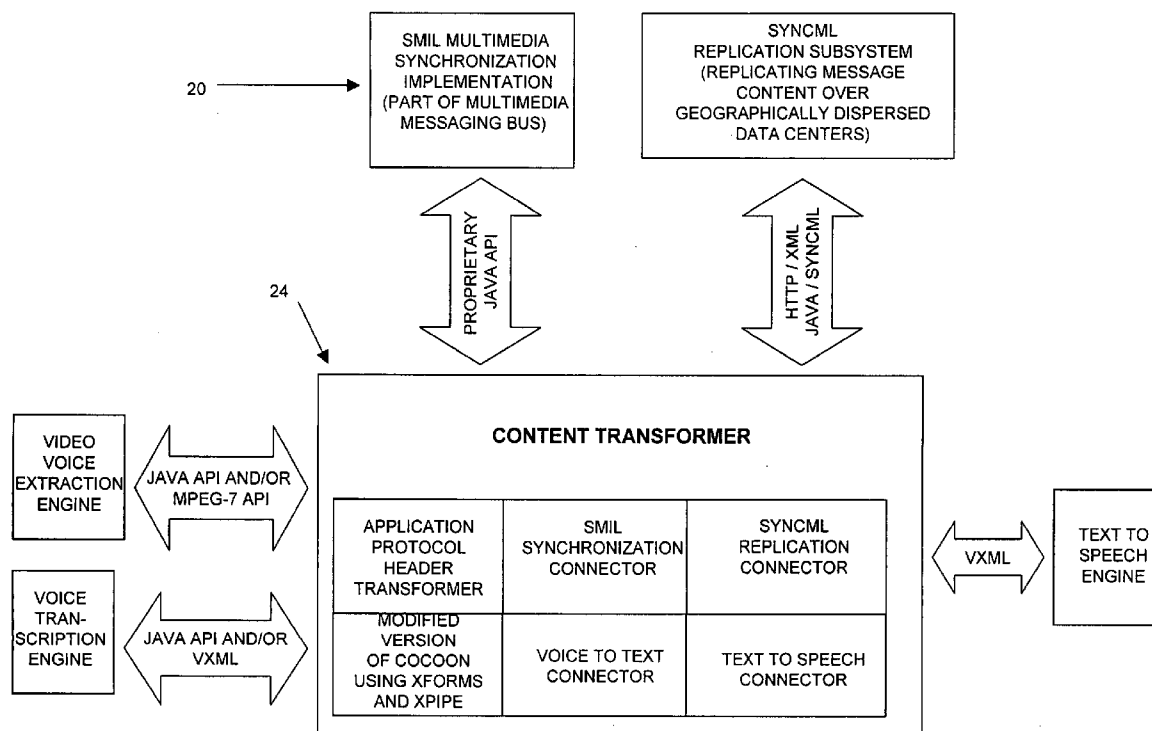 SMIL MULTIMEDIA
SYNCHRONIZATION
IMPLEMENTATION
(PART OF MULTIMEDIA
MESSAGING BUS)
SYNCML
REPLICATION SUBSYSTEM
(REPLICATING MESSAGE
CONTENT OVER
GEOGRAPHICALLY DISPERSED
DATA CENTERS)
20
PROPRIETARY
JAVA API
HTTP / XML
JAVA / SYNCML
24
CONTENT TRANSFORMER
VIDEO
VOICE
EXTRACTION
ENGINE
JAVA API AND/OR
MPEG-7 API
APPLICATION
PROTOCOL
HEADER
TRANSFORMER
SMIL
SYNCHRONIZATION
CONNECTOR
SYNCML
REPLICATION
CONNECTOR
VXML
TEXT TO
SPEECH
ENGINE
VOICE
TRAN-
SCRIPTION
ENGINE
JAVA API AND/OR
VXML
MODIFIED
VERSION
OF COCOON
USING XFORMS
AND XPIPE
VOICE TO TEXT
CONNECTOR
TEXT TO SPEECH
CONNECTOR